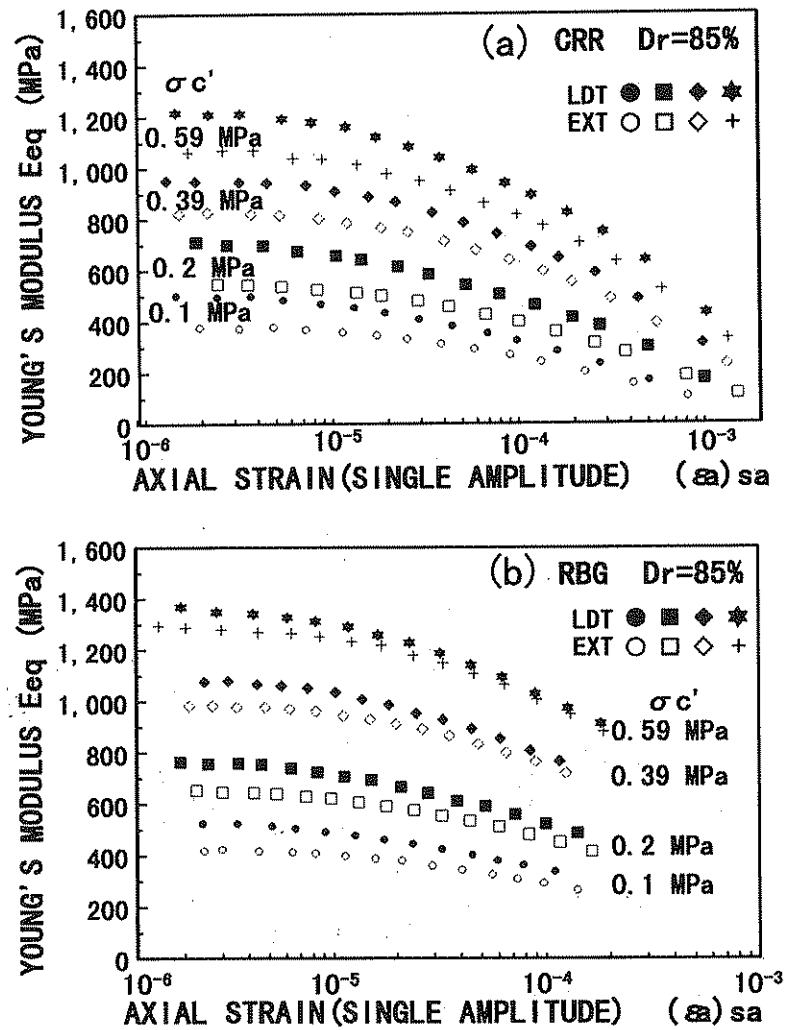 (a) CRR Dr=85%
LDT
EXT
σc'
0.59 MPa
0.39 MPa
0.2 MPa
0.1 MPa
YOUNG'S MODULUS Eeq (MPa)
1,600
1,400
1,200
1,000
800
600
400
200
0
10-6
10-5
10-4
10-3
AXIAL STRAIN(SINGLE AMPLITUDE) (εa)sa
(b) RBG Dr=85%
LDT
EXT
σc'
0.59 MPa
0.39 MPa
0.2 MPa
0.1 MPa
YOUNG'S MODULUS Eeq (MPa)
1,600
1,400
1,200
1,000
800
600
400
200
0
10-6
10-5
10-4
10-3
AXIAL STRAIN(SINGLE AMPLITUDE) (εa)sa